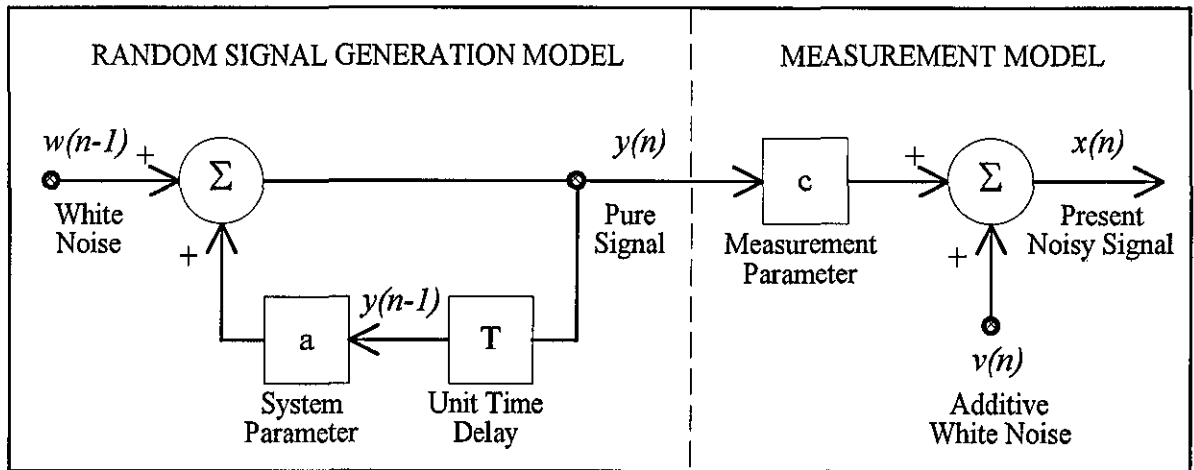 RANDOM SIGNAL GENERATION MODEL
MEASUREMENT MODEL
w(n-1)
+
Σ
White
Noise
+
y(n)
Pure
Signal
y(n-1)
a
T
System
Parameter
Unit Time
Delay
c
Measurement
Parameter
+
Σ
x(n)
Present
Noisy Signal
+
v(n)
Additive
White Noise